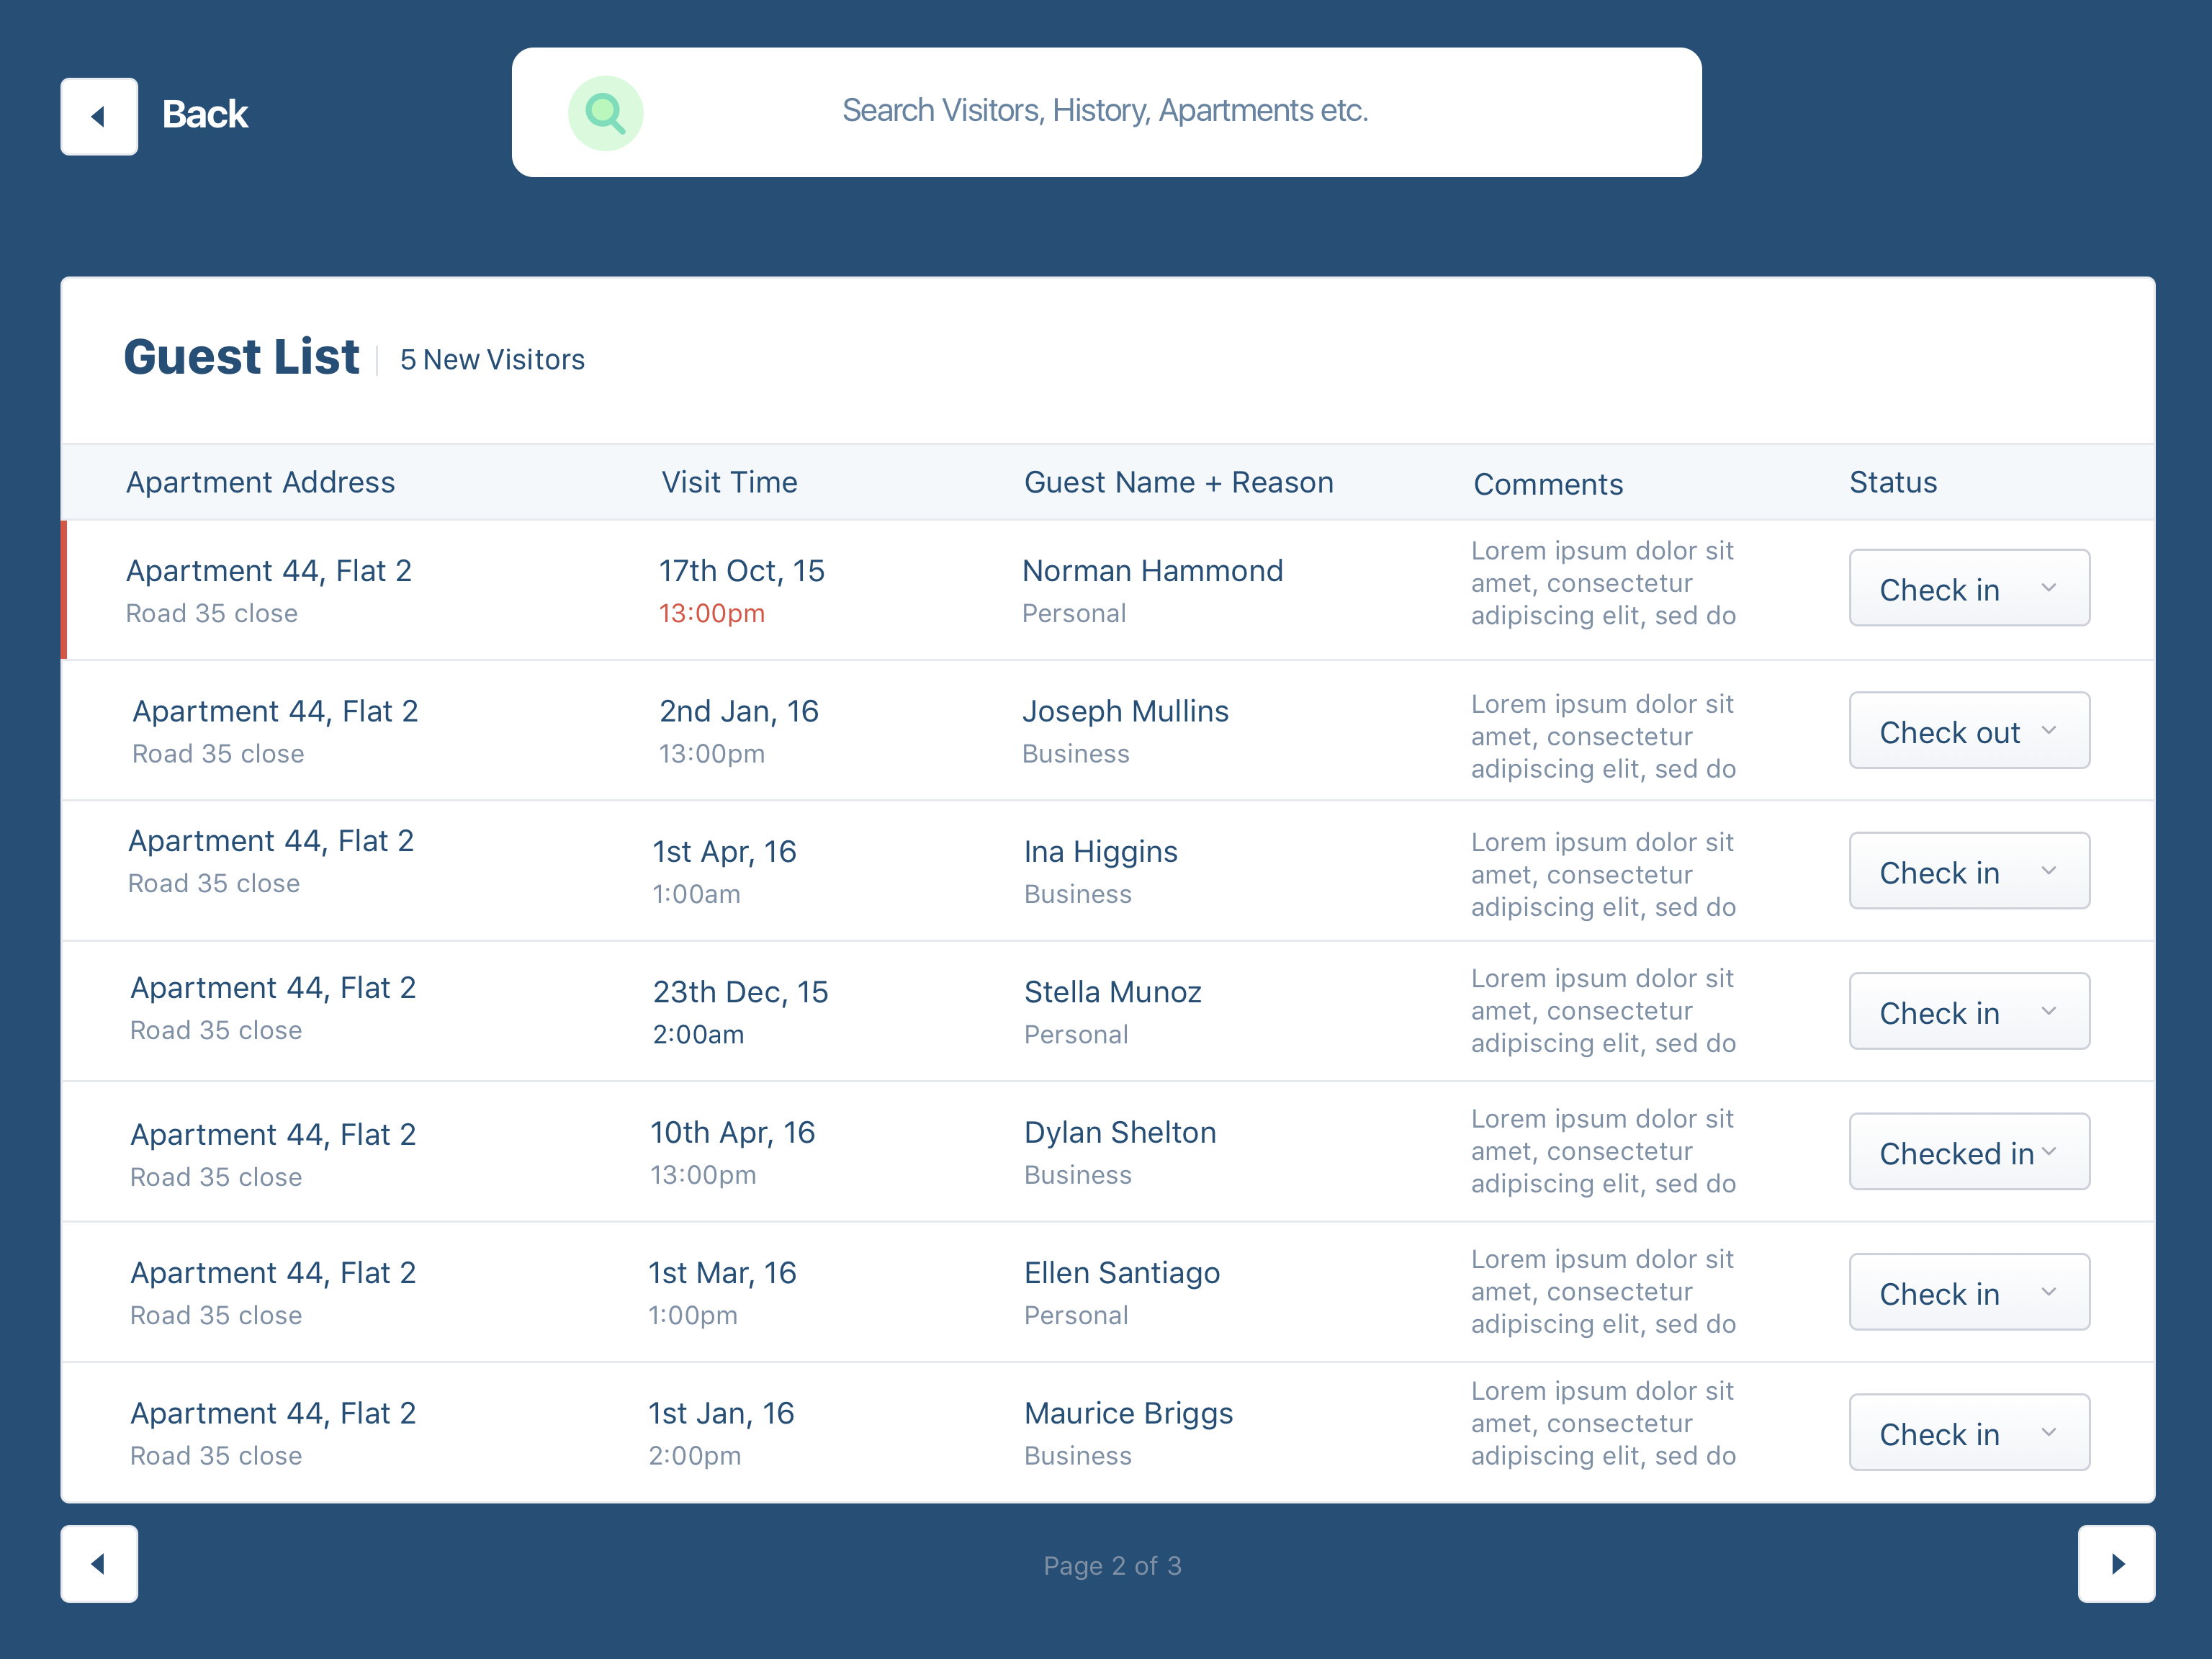 Back
Search Visitors, History, Apartments etc.
Guest List
5 New Visitors
Apartment Address
Visit Time
Guest Name + Reason
Comments
Status
Apartment 44, Flat 2
Road 35 close
17th Oct, 15
13:00pm
Norman Hammond
Personal
Lorem ipsum dolor sit
amet, consectetur
adipiscing elit, sed do
Check in
Apartment 44, Flat 2
Road 35 close
2nd Jan, 16
13:00pm
Joseph Mullins
Business
Lorem ipsum dolor sit
amet, consectetur
adipiscing elit, sed do
Check out
Apartment 44, Flat 2
Road 35 close
1st Apr, 16
1:00am
Ina Higgins
Business
Lorem ipsum dolor sit
amet, consectetur
adipiscing elit, sed do
Check in
Apartment 44, Flat 2
Road 35 close
23th Dec, 15
2:00am
Stella Munoz
Personal
Lorem ipsum dolor sit
amet, consectetur
adipiscing elit, sed do
Check in
Apartment 44, Flat 2
Road 35 close
10th Apr, 16
13:00pm
Dylan Shelton
Business
Lorem ipsum dolor sit
amet, consectetur
adipiscing elit, sed do
Checked in
Apartment 44, Flat 2
Road 35 close
1st Mar, 16
1:00pm
Ellen Santiago
Personal
Lorem ipsum dolor sit
amet, consectetur
adipiscing elit, sed do
Check in
Apartment 44, Flat 2
Road 35 close
1st Jan, 16
2:00pm
Maurice Briggs
Business
Lorem ipsum dolor sit
amet, consectetur
adipiscing elit, sed do
Check in
Page 2 of 3